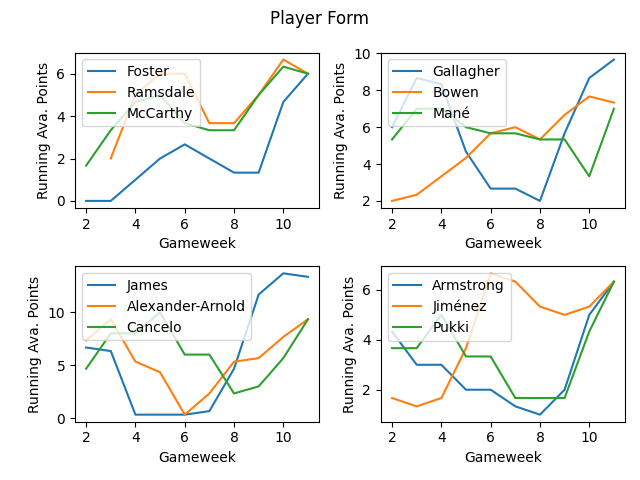 Player Form
Running Ava. Points
6
4
2
0
Foster
Ramsdale
McCarthy
2 4 6 8 10
Gameweek
Running Ava. Points
10
8
6
4
2
Gallagher
Bowen
Mané
2 4 6 8 10
Gameweek
Running Ava. Points
10
5
0
James
Alexander-Arnold
Cancelo
2 4 6 8 10
Gameweek
Running Ava. Points
6
4
2
Armstrong
Jiménez
Pukki
2 4 6 8 10
Gameweek